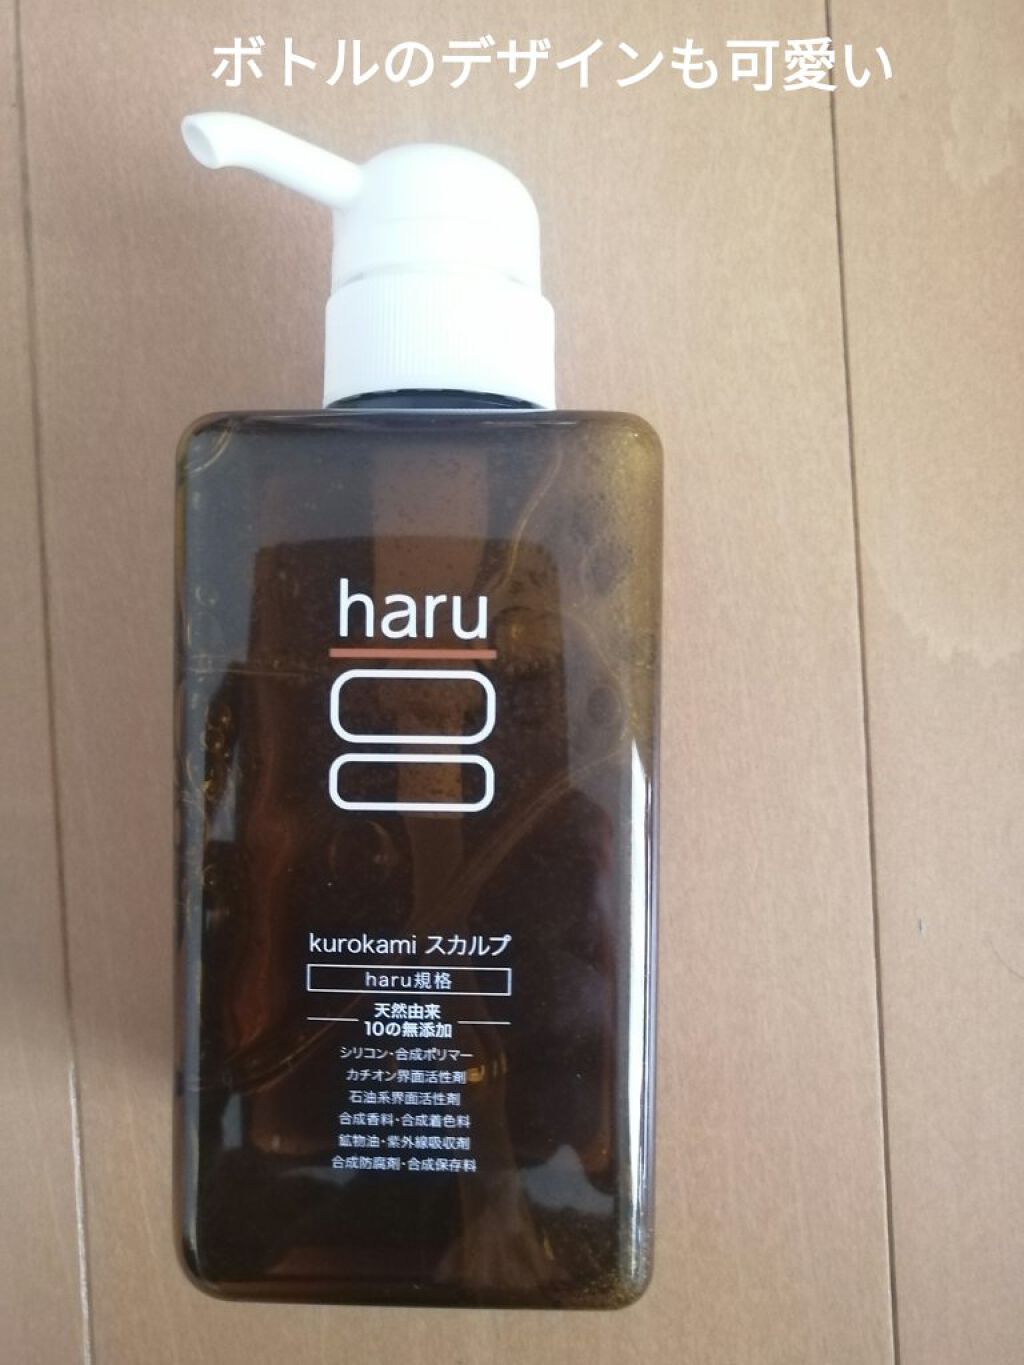 ボトルのデザインも可愛い
haru
kurokami スカルプ
haru規格
天然由来
10の無添加
シリコン・合成ポリマー
カチオン界面活性剤
石油系界面活性剤
合成香料・合成着色料
鉱物油・紫外線吸収剤
合成防腐剤・合成保存料